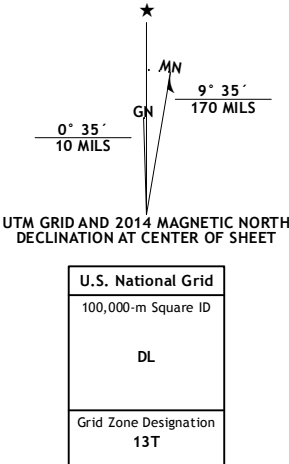 MN
GN
9° 35´
170 MILS
0° 35´
10 MILS
UTM GRID AND 2014 MAGNETIC NORTH
DECLINATION AT CENTER OF SHEET
U.S. National Grid
100,000-m Square ID
DL
Grid Zone Designation
13T